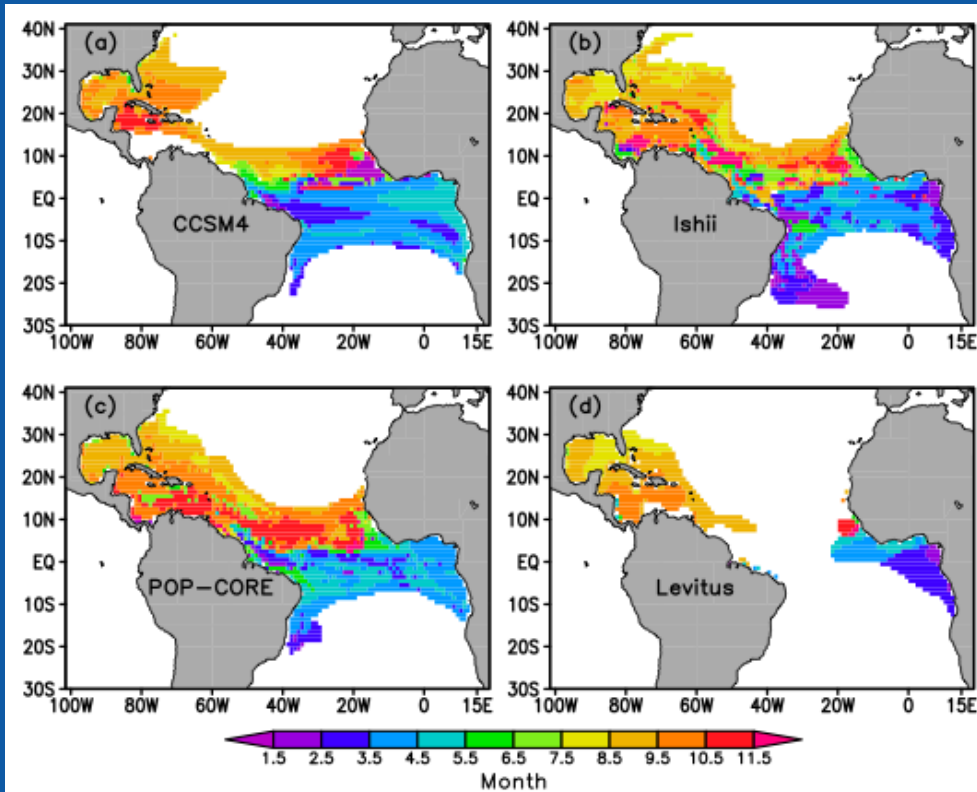 40N (a) 40N (b)
30N 30N
20N 20N
10N 10N
EQ EQ
CCSM4 Ishii
10S 10S
20S 20S
30S 30S
100W 80W 60W 40W 20W 0 15E 100W 80W 60W 40W 20W 0 15E
40N (c) 40N (d)
30N 30N
20N 20N
10N 10N
EQ EQ
POP-CORE Levitus
10S 10S
20S 20S
30S 30S
100W 80W 60W 40W 20W 0 15E 100W 80W 60W 40W 20W 0 15E
1.5 2.5 3.5 4.5 5.5 6.5 7.5 8.5 9.5 10.5 11.5
Month